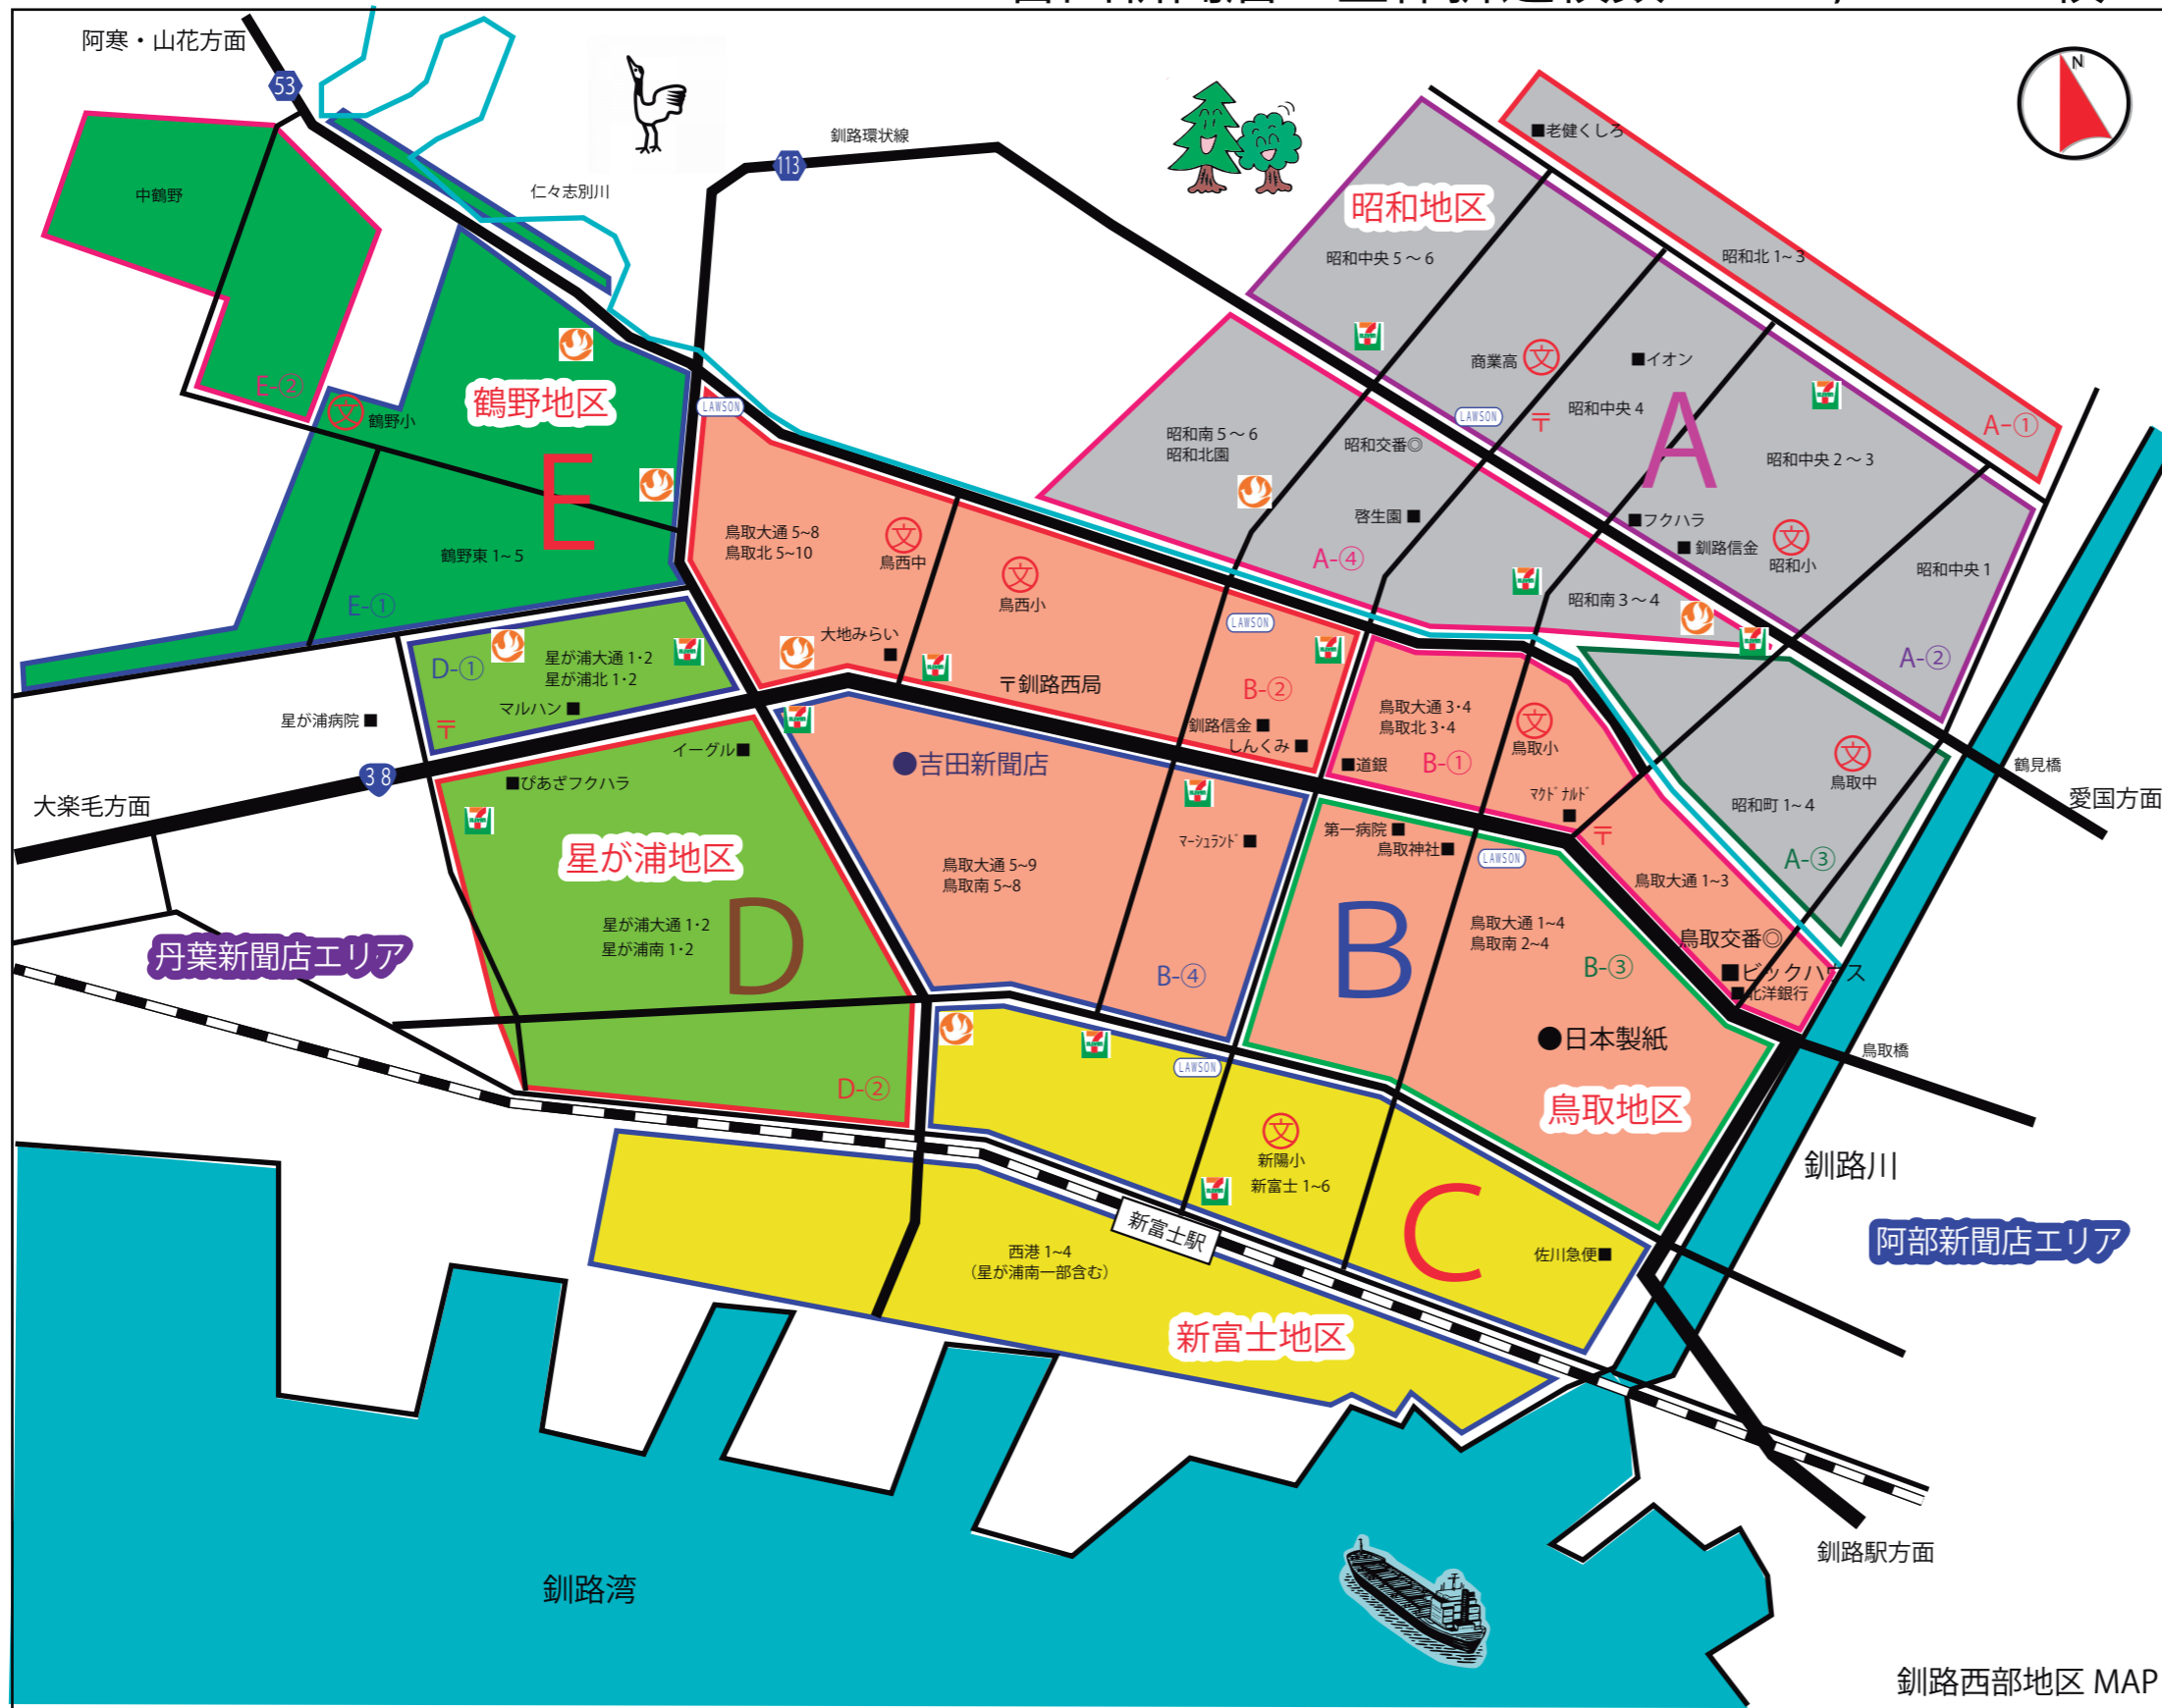 阿寒・山花方面
53
N
釧路環状線
113
■老健くしろ
中鶴野
仁々志別川
昭和地区
昭和中央 5 ～ 6
昭和北 1~ 3
商業高
文
■イオン
E-②
文
鶴野小
鶴野地区
LAWSON
LAWSON
〒
昭和中央 4
A
A-①
昭和南 5 ～ 6
昭和北園
昭和交番◎
昭和中央 2 ～ 3
E
鳥取大通 5~8
鳥取北 5~10
文
鳥西中
啓生園 ■
■フクハラ
■ 釧路信金
文
昭和小
鶴野東 1~ 5
A-④
昭和中央 1
文
鳥西小
昭和南 3 ～ 4
E-①
LAWSON
大地みらい
■
D-①
星が浦大通 1･2
星が浦北 1･2
A-②
〒釧路西局
B-②
マルハン ■
〒
星が浦病院 ■
鳥取大通 3･4
鳥取北 3･4
文
鳥取小
釧路信金 ■
しんくみ ■
イーグル■
●吉田新聞店
■道銀
B-①
文
鳥取中
鶴見橋
38
■ぴあざフクハラ
マクドナルド
■
愛国方面
大楽毛方面
昭和町 1~ 4
〒
第一病院 ■
鳥取神社■
マーシュランド ■
LAWSON
星が浦地区
A-③
鳥取大通 5~9
鳥取南 5~8
鳥取大通 1~3
D
B
星が浦大通 1･2
星が浦南 1･2
鳥取大通 1~4
鳥取南 2~4
鳥取交番◎
丹葉新聞店エリア
B-④
B-③
■ビックハウス
■北洋銀行
●日本製紙
鳥取橋
LAWSON
D-②
鳥取地区
文
新陽小
新富士 1~6
釧路川
C
新富士駅
阿部新聞店エリア
西港 1~4
（星が浦南一部含む）
佐川急便■
新富士地区
釧路駅方面
釧路湾
釧路西部地区 MAP